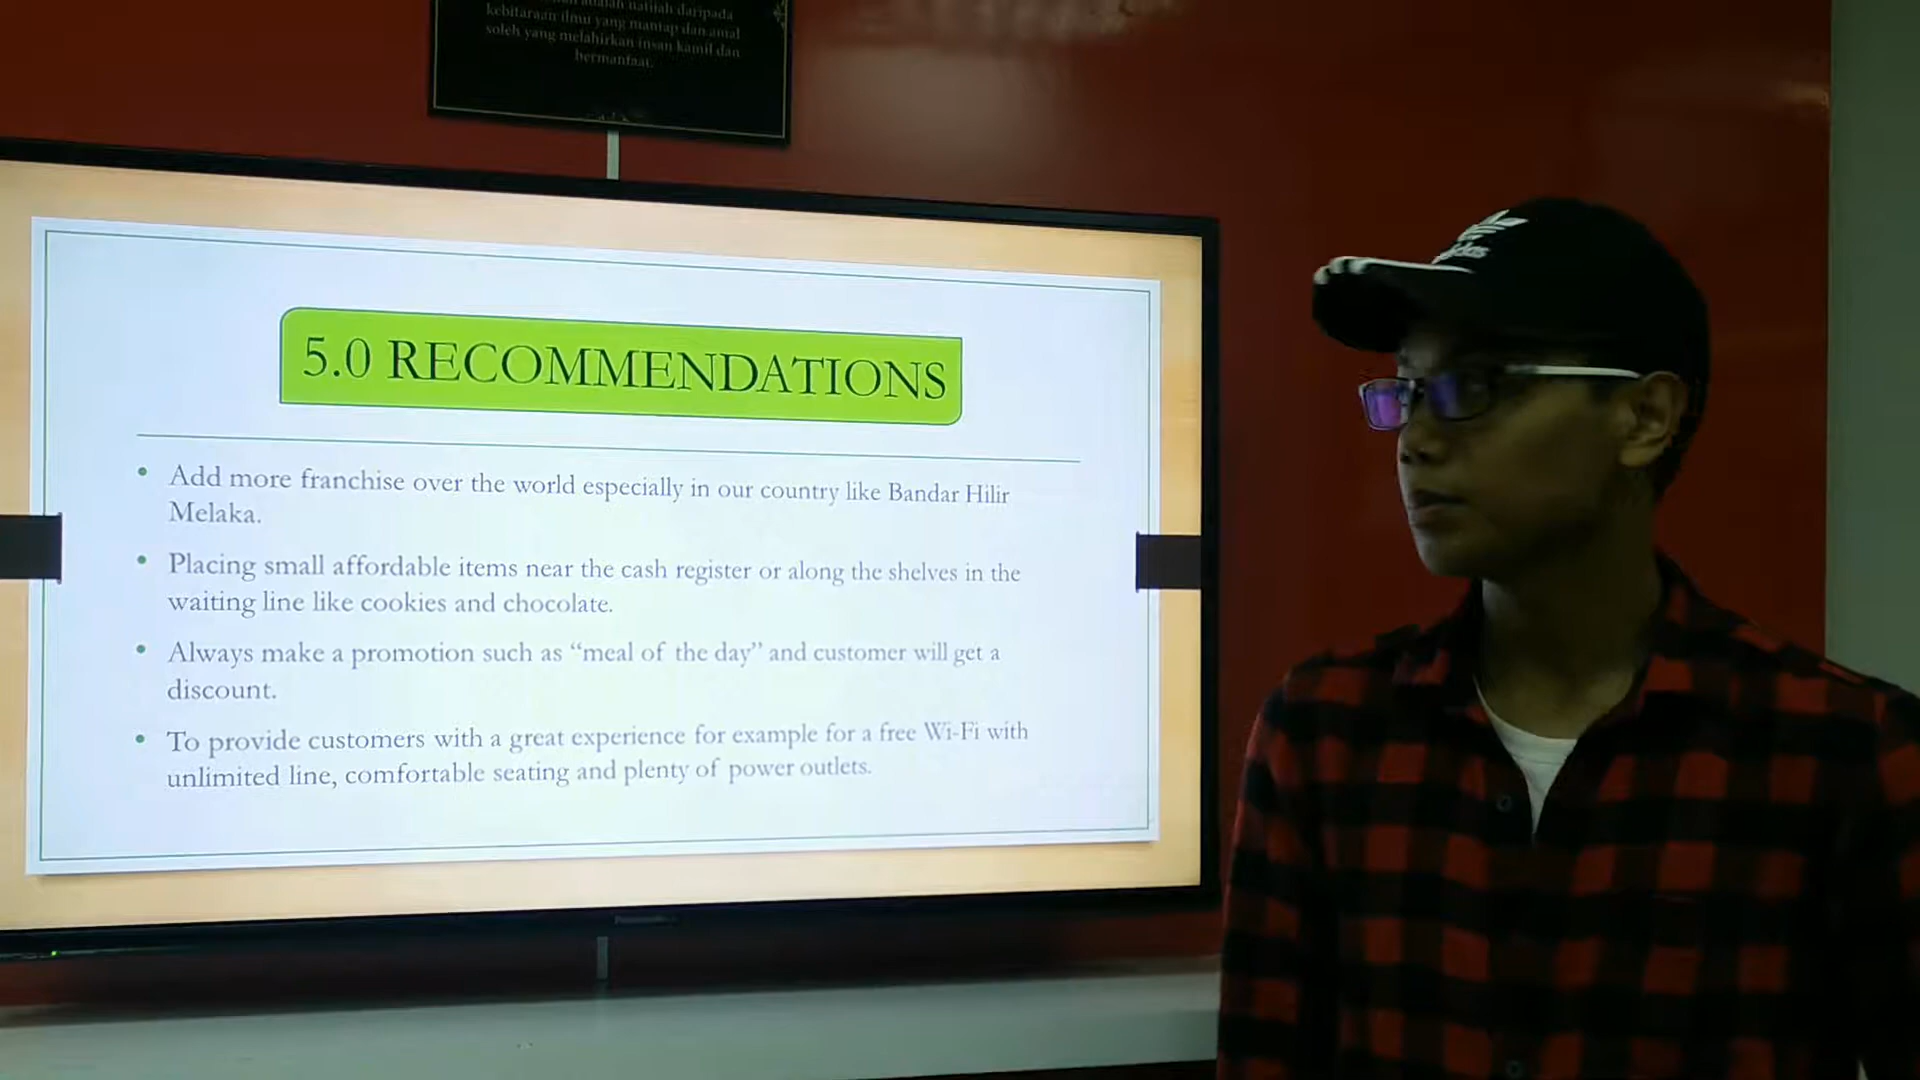 kebitaraan ilmu yang mantap dan amal
soleh yang melahirkan insan kamil dan
bermanfaat.
adidas
5.0 RECOMMENDATIONS
• Add more franchise over the world especially in our country like Bandar Hilir
Melaka.
• Placing small affordable items near the cash register or along the shelves in the
waiting line like cookies and chocolate.
• Always make a promotion such as “meal of the day” and customer will get a
discount.
• To provide customers with a great experience for example for a free Wi-Fi with
unlimited line, comfortable seating and plenty of power outlets.
Panasonic